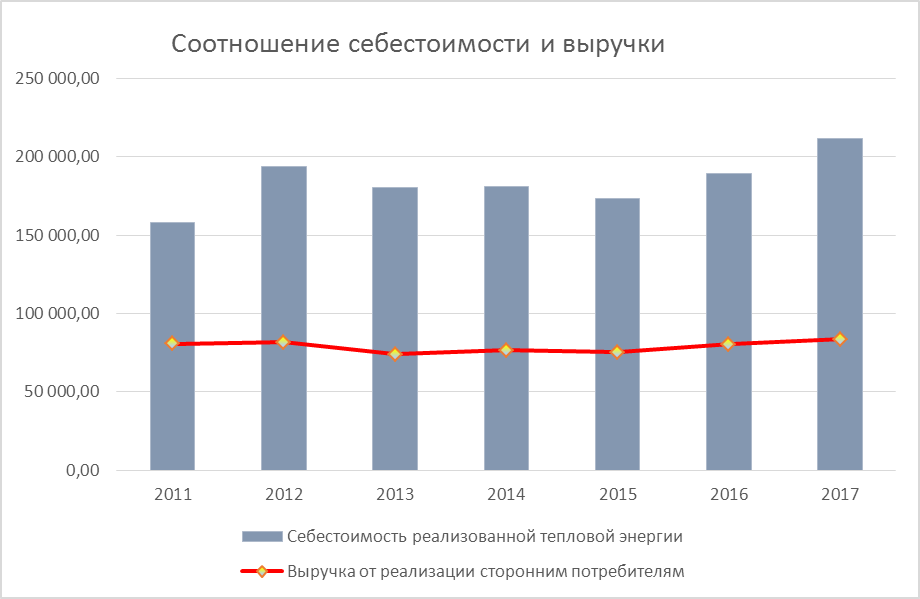 Соотношение себестоимости и выручки
250 000,00
200 000,00
150 000,00
100 000,00
50 000,00
0,00
2011 2012 2013 2014 2015 2016 2017
Себестоимость реализованной тепловой энергии
Выручка от реализации сторонним потребителям